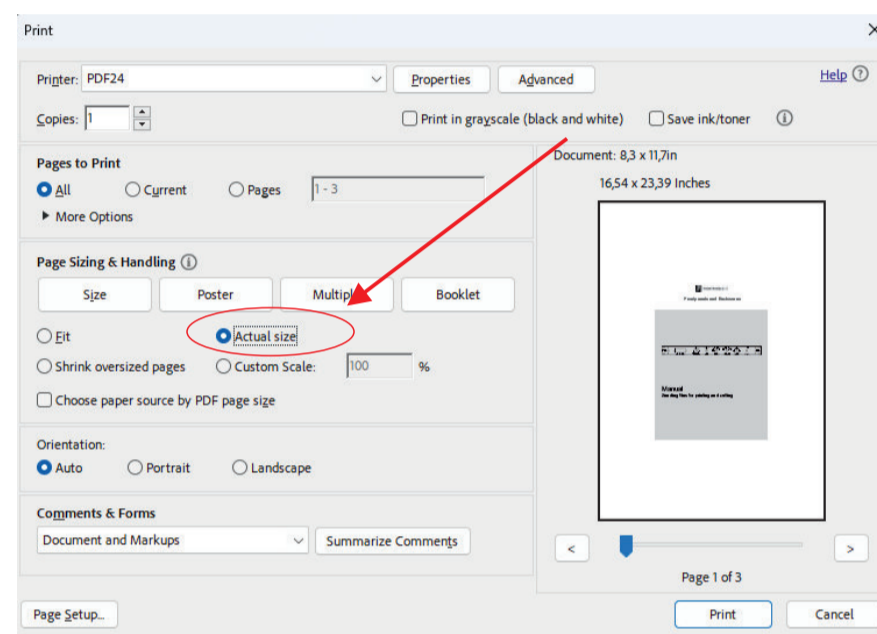 Print
Printer: PDF24 Properties Advanced Help
Copies: 1 Print in grayscale (black and white) Save ink/toner
Pages to Print
All Current Pages 1 - 3
More Options
Page Sizing & Handling
Size Poster Multiple Booklet
Fit Actual size
Shrink oversized pages Custom Scale: 100 %
Choose paper source by PDF page size
Orientation:
Auto Portrait Landscape
Comments & Forms
Document and Markups Summarize Comments
Page Setup...
Document: 8,3 x 11,7in
16,54 x 23,39 Inches
Manual
Page 1 of 3
Print Cancel